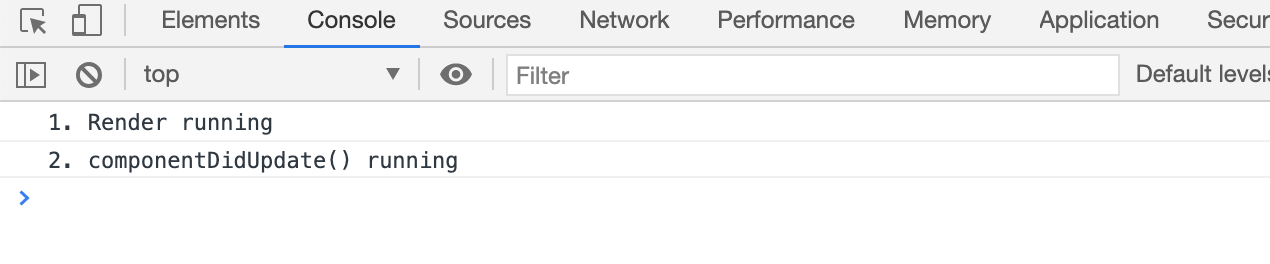 Elements Console Sources Network Performance Memory Application Secur
top Filter Default levels
1. Render running
2. componentDidUpdate() running